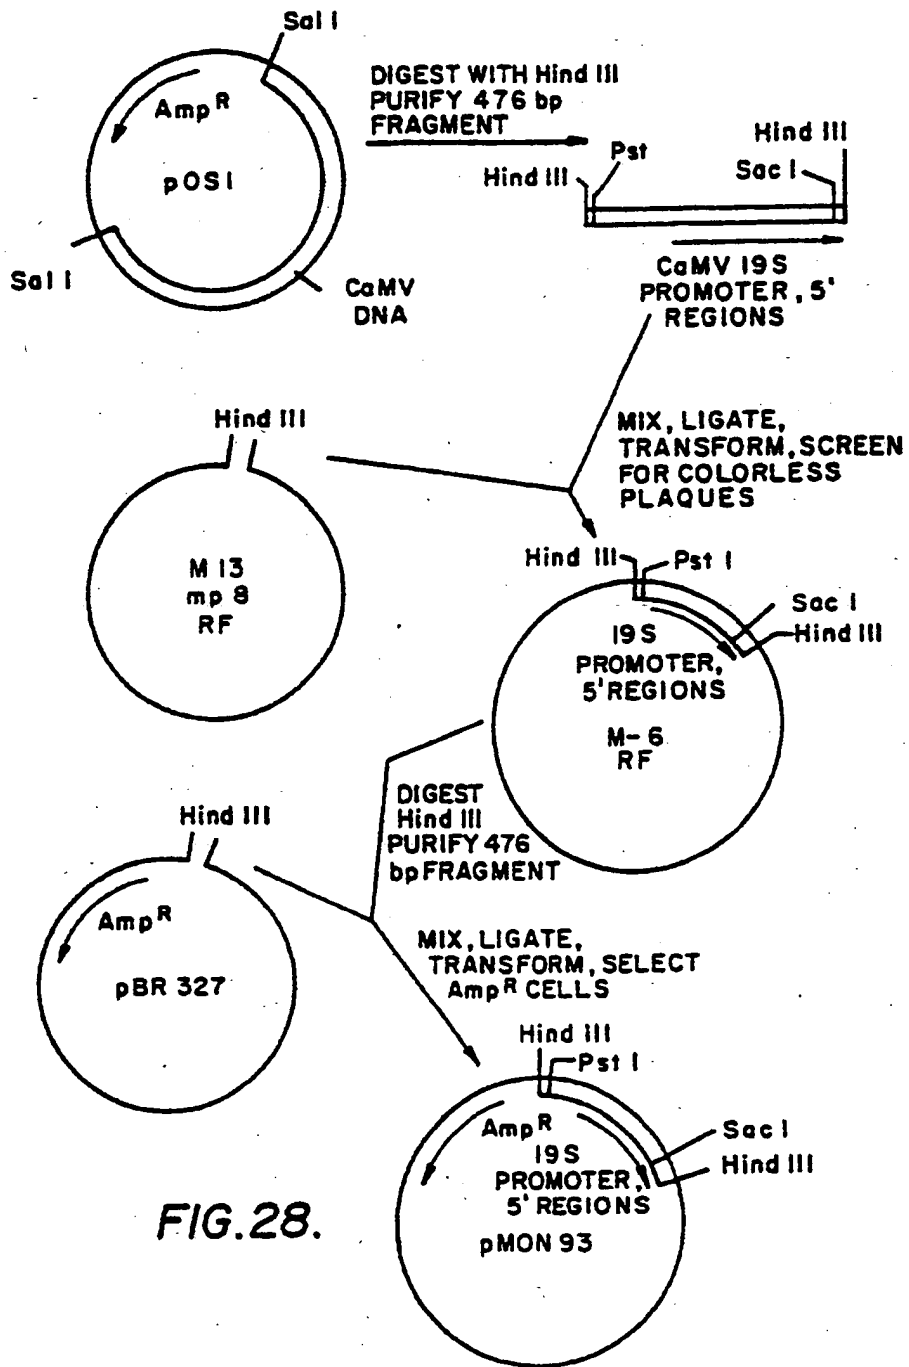 Sal I
Amp R
pOS1
Sal I
CaMV
DNA
DIGEST WITH Hind III
PURIFY 476 bp
FRAGMENT
Hind III
Pst
Sac I
Hind III
CaMV 19S
PROMOTER, 5'
REGIONS
Hind III
M 13
mp 8
RF
MIX, LIGATE,
TRANSFORM, SCREEN
FOR COLORLESS
PLAQUES
Hind III
Pst I
Sac I
Hind III
19S
PROMOTER,
5' REGIONS
M-6
RF
DIGEST
Hind III
PURIFY 476
bp FRAGMENT
Hind III
Amp R
pBR 327
MIX, LIGATE,
TRANSFORM, SELECT
Amp R CELLS
Hind III
Pst I
Amp R
19S
PROMOTER,
5' REGIONS
Sac I
Hind III
pMON 93
FIG. 28.